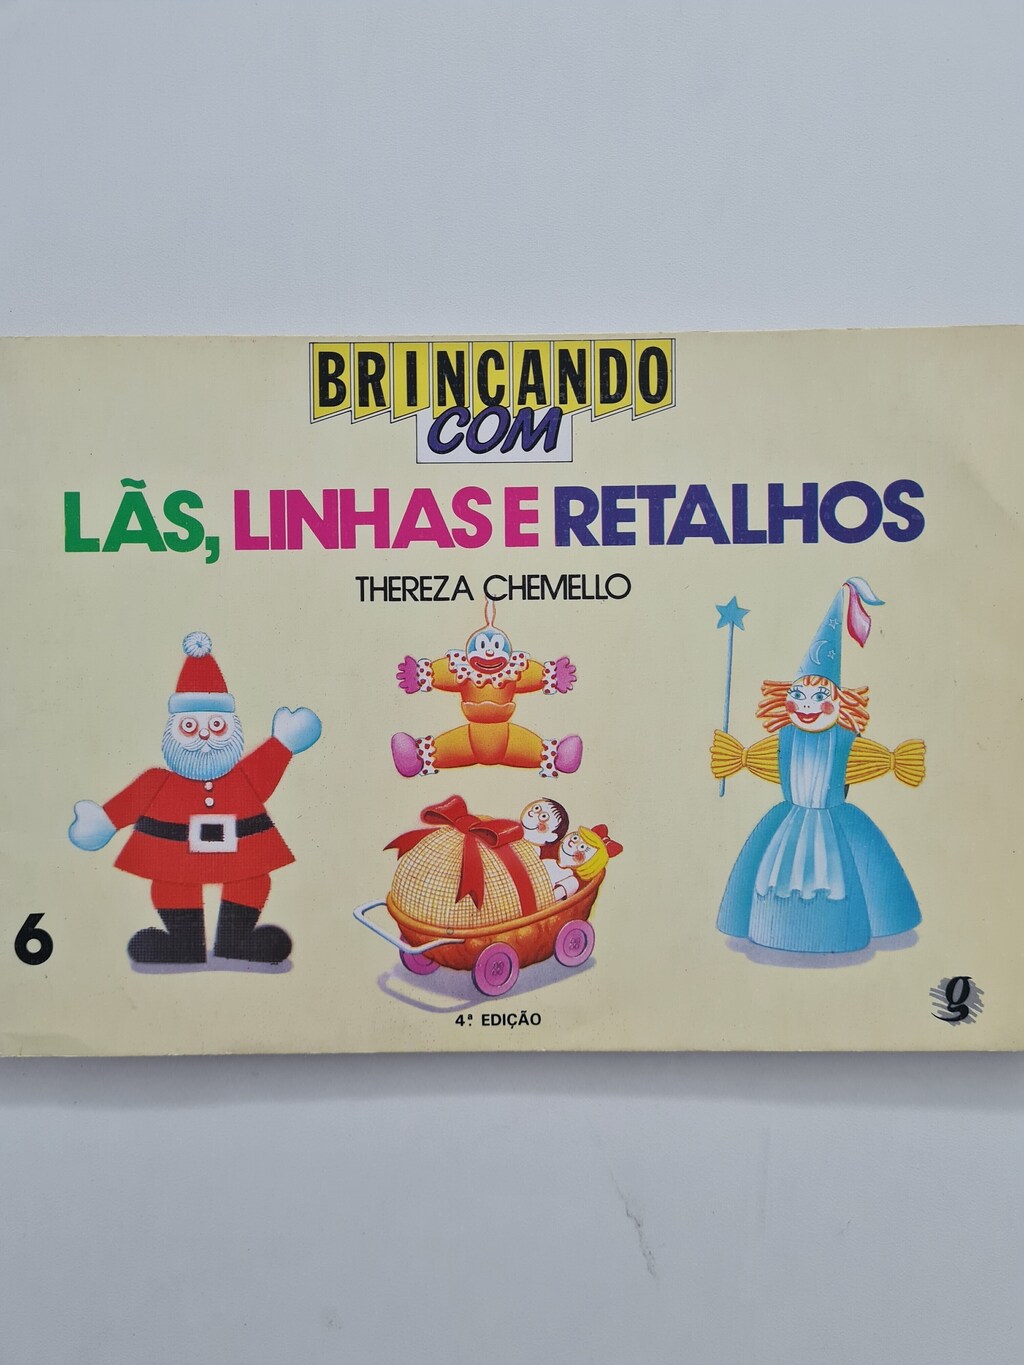 BRINCANDO
COM
LÃS, LINHAS E RETALHOS
THEREZA CHEMELLO
6
4ª EDIÇÃO
g